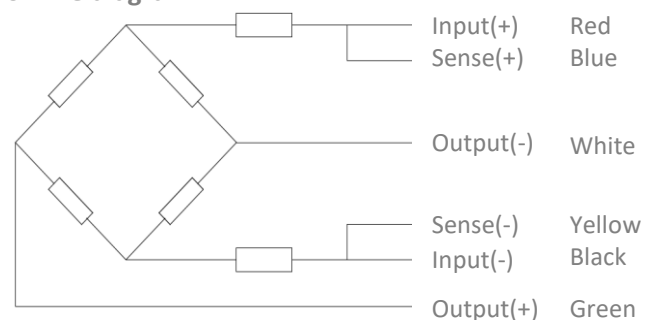 Input(+) Red
Sense(+) Blue
Output(-) White
Sense(-) Yellow
Input(-) Black
Output(+) Green